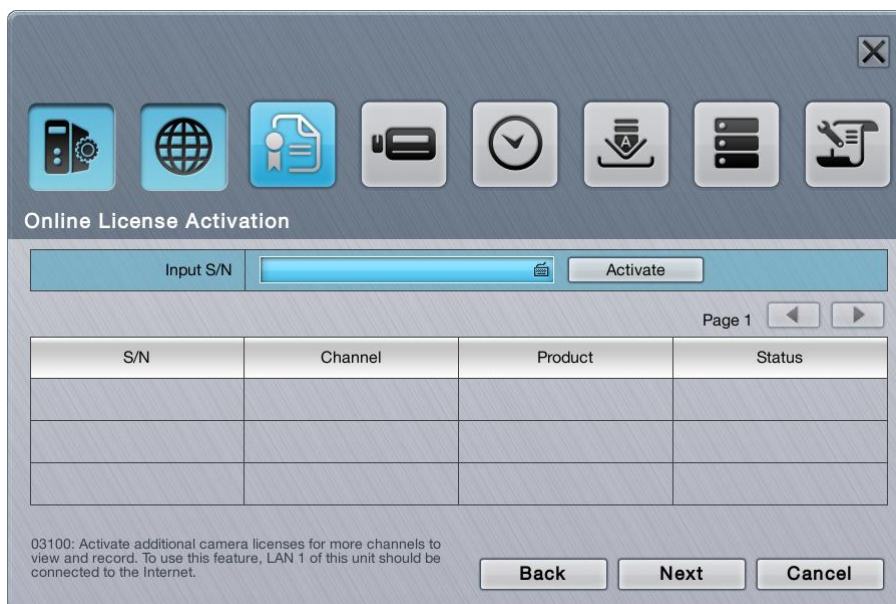 Online License Activation
Input S/N
Activate
Page 1
S/N Channel Product Status
03100: Activate additional camera licenses for more channels to
view and record. To use this feature, LAN 1 of this unit should be
connected to the Internet.
Back Next Cancel